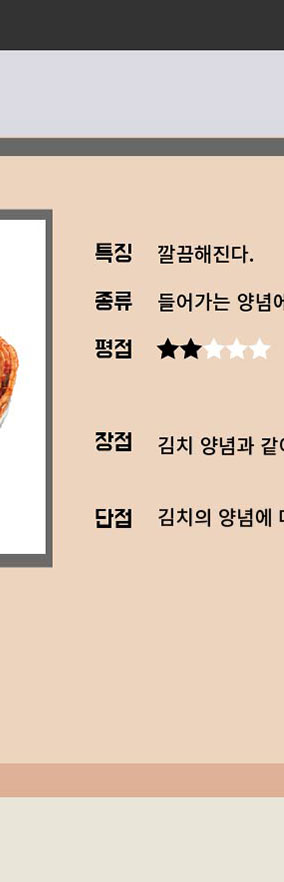 특징 깔끔해진다.
종류 들어가는 양념에
평점 ★★☆☆☆
장점 김치 양념과 같이
단점 김치의 양념에